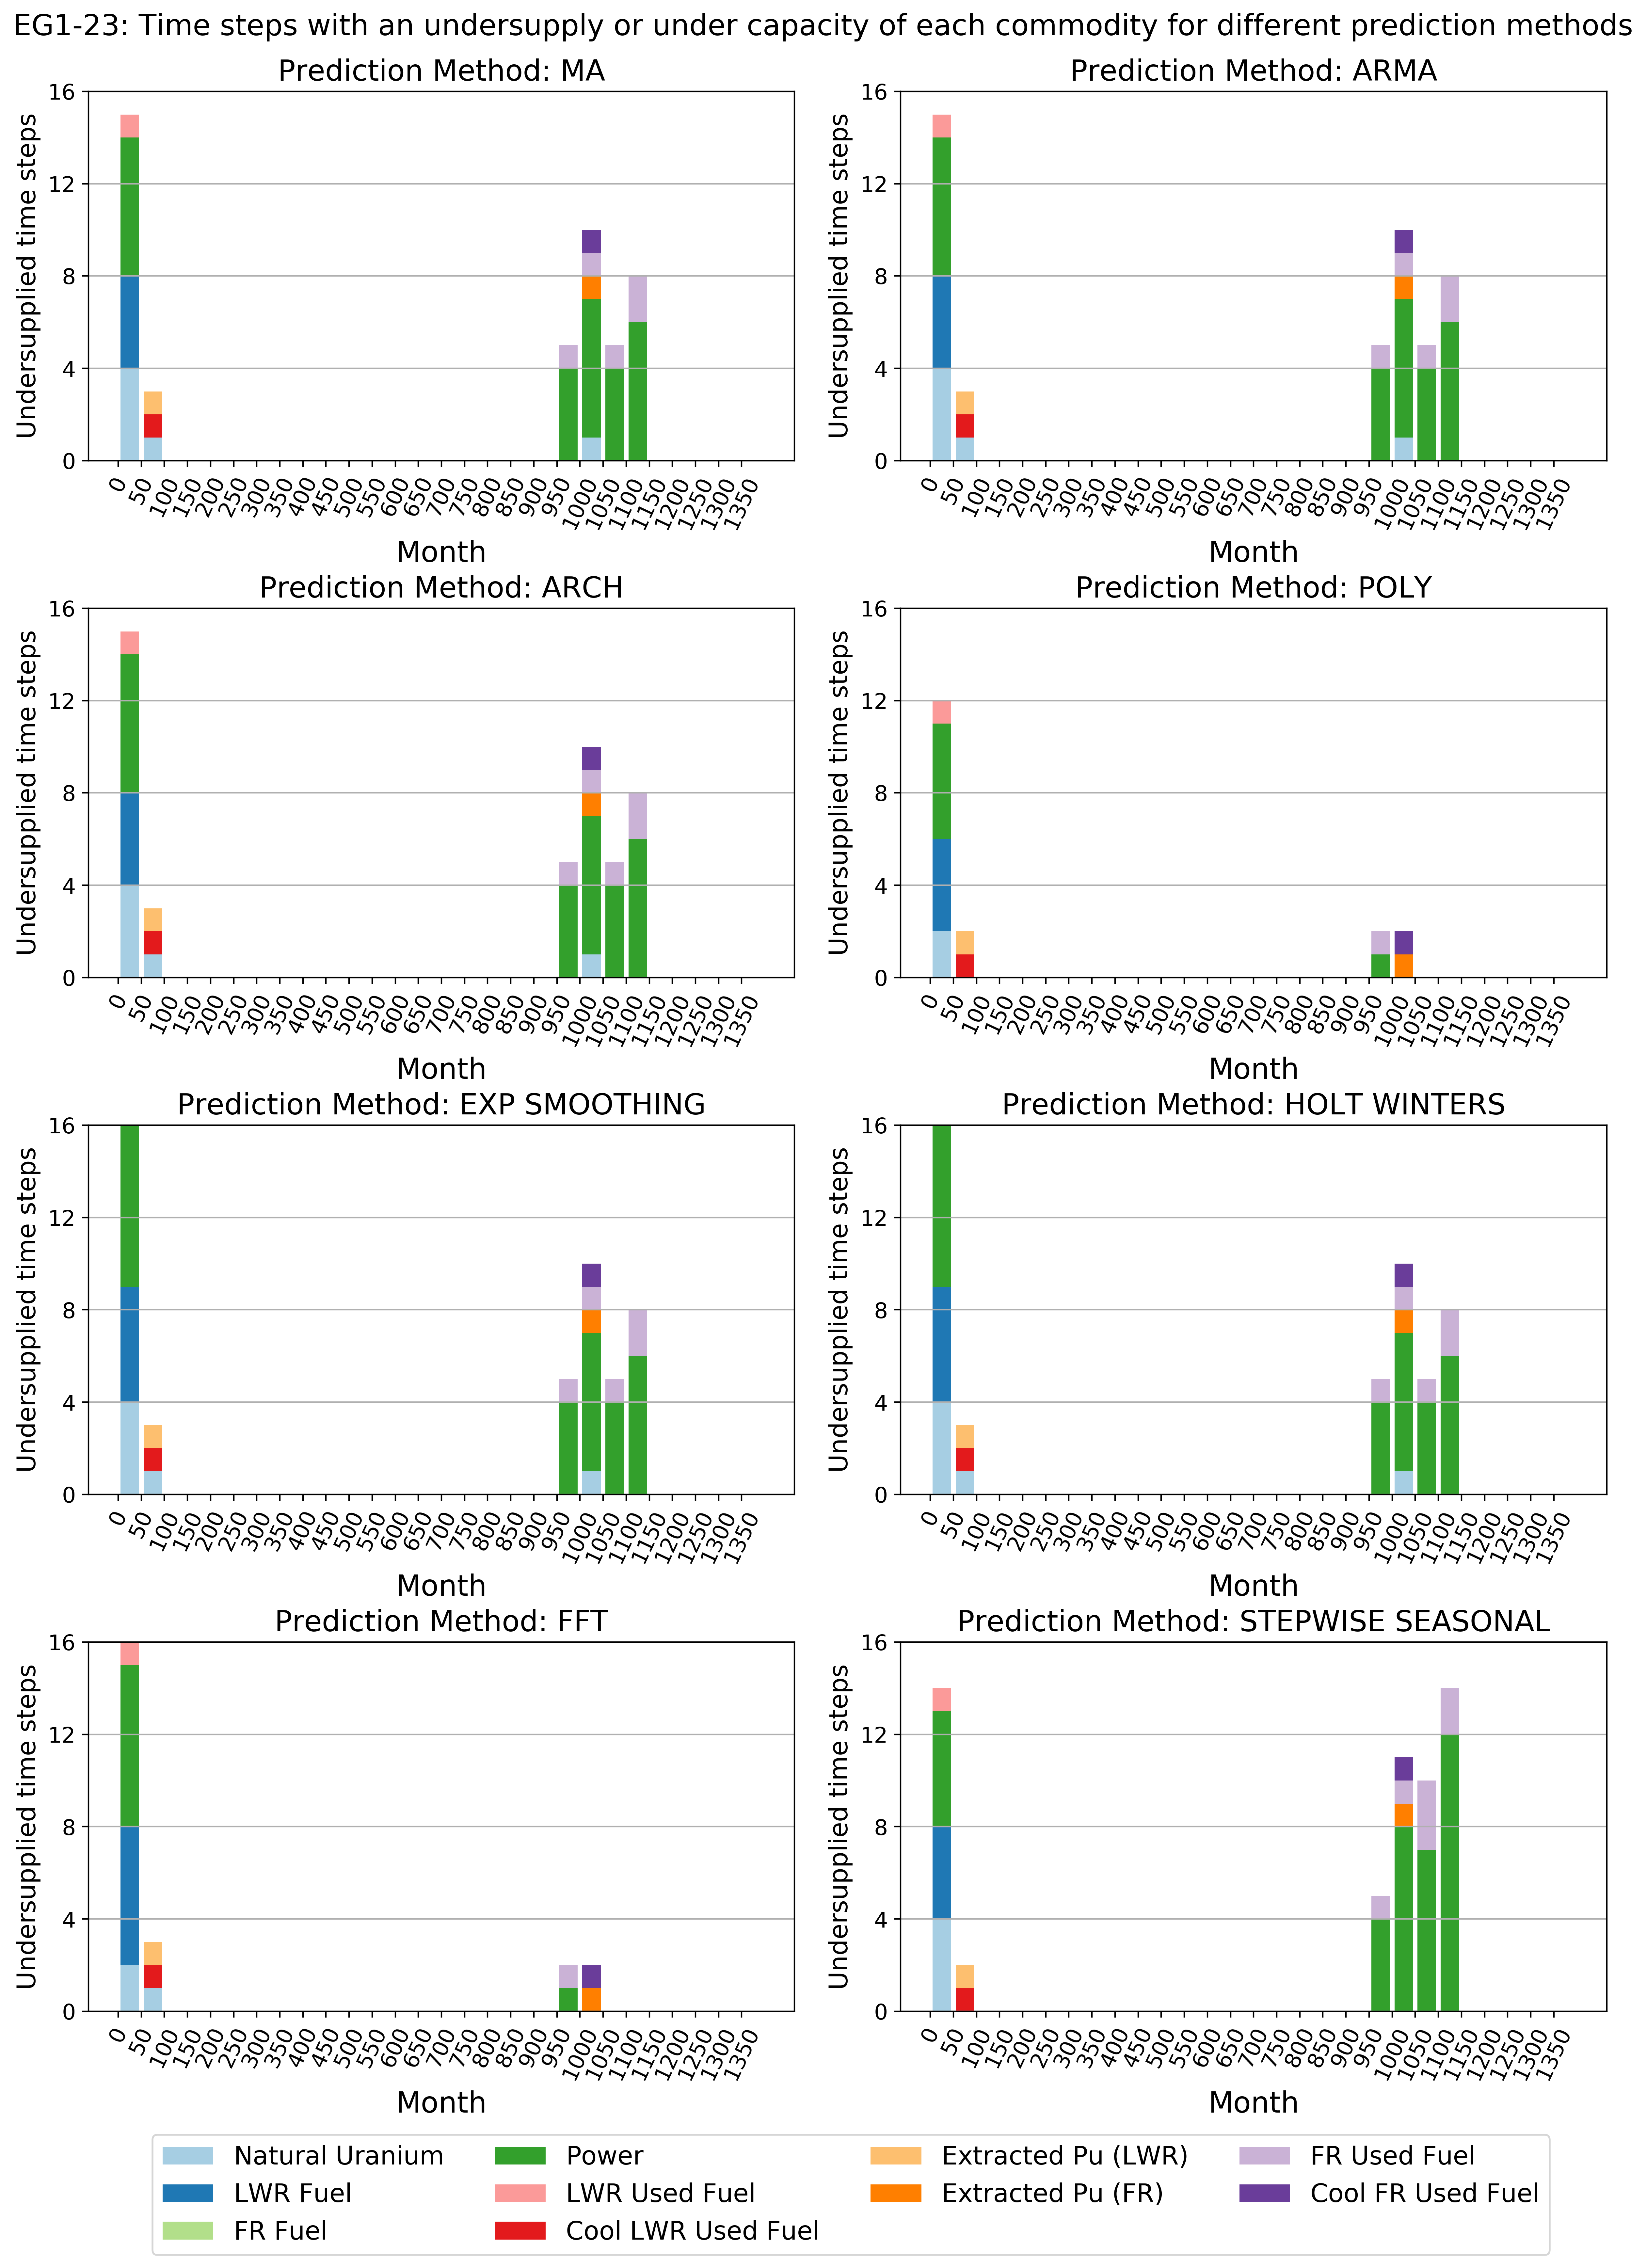 EG1-23: Time steps with an undersupply or under capacity of each commodity for different prediction methods
Prediction Method: MA
Undersupplied time steps
16
12
8
4
0
0 50 100 150 200 250 300 350 400 450 500 550 600 650 700 750 800 850 900 950 1000 1050 1100 1150 1200 1250 1300 1350
Month
Prediction Method: ARMA
Undersupplied time steps
16
12
8
4
0
0 50 100 150 200 250 300 350 400 450 500 550 600 650 700 750 800 850 900 950 1000 1050 1100 1150 1200 1250 1300 1350
Month
Prediction Method: ARCH
Undersupplied time steps
16
12
8
4
0
0 50 100 150 200 250 300 350 400 450 500 550 600 650 700 750 800 850 900 950 1000 1050 1100 1150 1200 1250 1300 1350
Month
Prediction Method: POLY
Undersupplied time steps
16
12
8
4
0
0 50 100 150 200 250 300 350 400 450 500 550 600 650 700 750 800 850 900 950 1000 1050 1100 1150 1200 1250 1300 1350
Month
Prediction Method: EXP SMOOTHING
Undersupplied time steps
16
12
8
4
0
0 50 100 150 200 250 300 350 400 450 500 550 600 650 700 750 800 850 900 950 1000 1050 1100 1150 1200 1250 1300 1350
Month
Prediction Method: HOLT WINTERS
Undersupplied time steps
16
12
8
4
0
0 50 100 150 200 250 300 350 400 450 500 550 600 650 700 750 800 850 900 950 1000 1050 1100 1150 1200 1250 1300 1350
Month
Prediction Method: FFT
Undersupplied time steps
16
12
8
4
0
0 50 100 150 200 250 300 350 400 450 500 550 600 650 700 750 800 850 900 950 1000 1050 1100 1150 1200 1250 1300 1350
Month
Prediction Method: STEPWISE SEASONAL
Undersupplied time steps
16
12
8
4
0
0 50 100 150 200 250 300 350 400 450 500 550 600 650 700 750 800 850 900 950 1000 1050 1100 1150 1200 1250 1300 1350
Month
Natural Uranium
LWR Fuel
FR Fuel
Power
LWR Used Fuel
Cool LWR Used Fuel
Extracted Pu (LWR)
Extracted Pu (FR)
FR Used Fuel
Cool FR Used Fuel